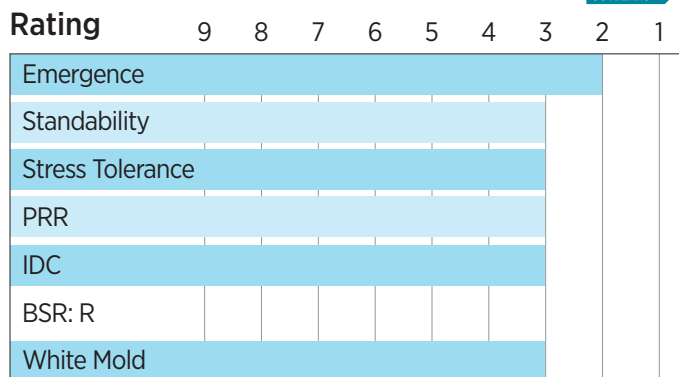 Rating 9 8 7 6 5 4 3 2 1
Emergence
Standability
Stress Tolerance
PRR
IDC
BSR: R
White Mold